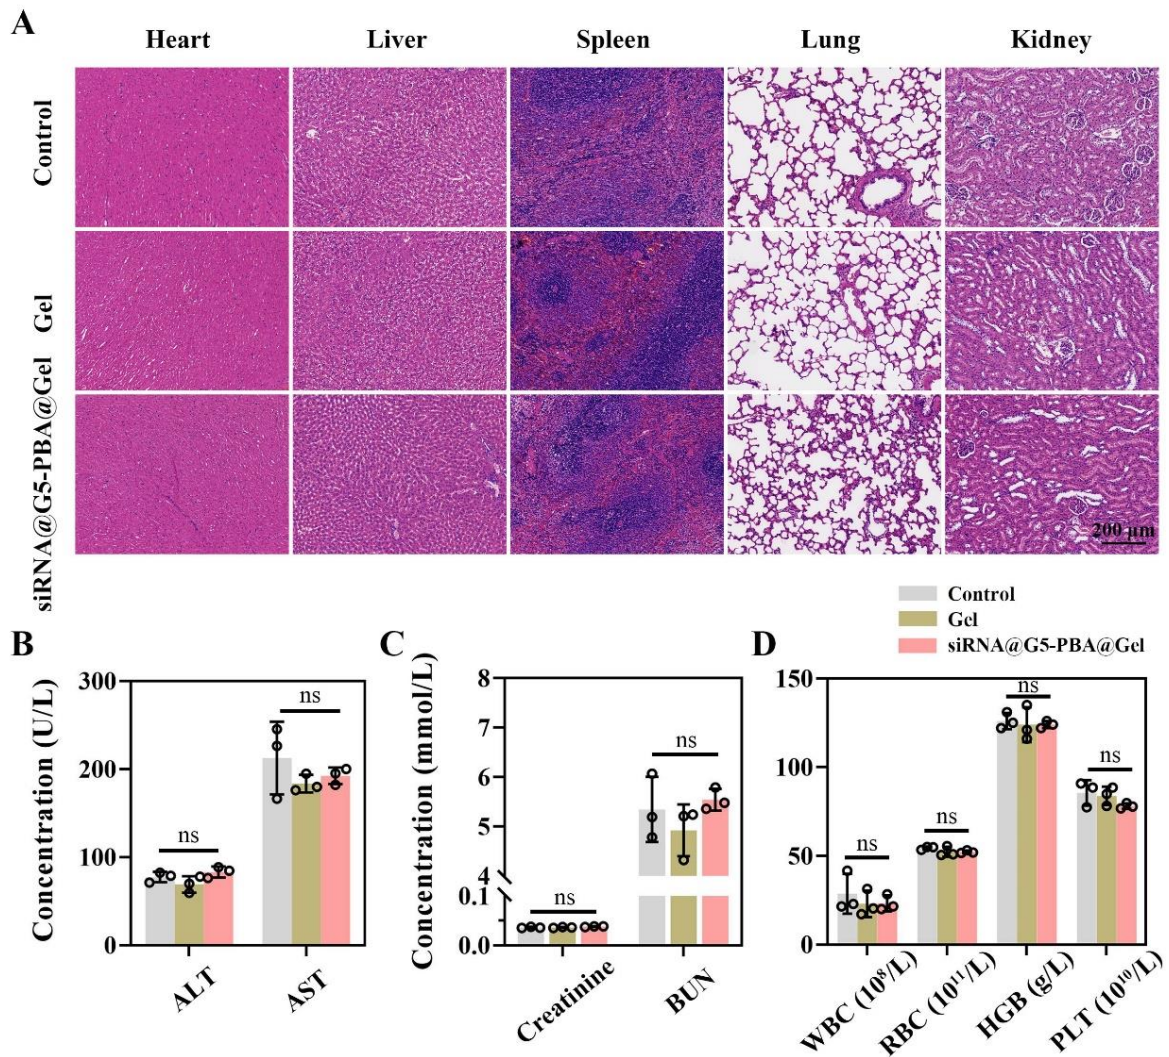 A
Heart Liver Spleen Lung Kidney
Control
Gel
siRNA@G5-PBA@Gel
200 μm
Control
Gel
siRNA@G5-PBA@Gel
B
Concentration (U/L)
300
200
100
0
ns
ns
ALT
AST
C
Concentration (mmol/L)
8
7
6
5
4
0.1
0.0
ns
ns
Creatinine
BUN
D
150
100
50
0
ns
ns
ns
ns
WBC (10⁸/L)
RBC (10¹¹/L)
HGB (g/L)
PLT (10¹⁰/L)